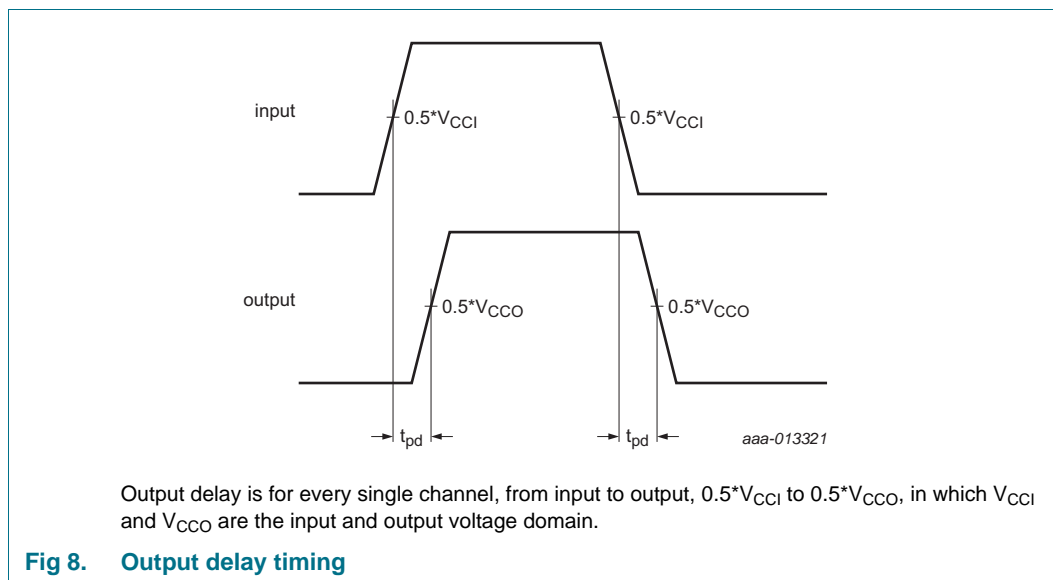 input
0.5*VCCI
0.5*VCCI
output
0.5*VCCO
0.5*VCCO
tpd
tpd
aaa-013321
Output delay is for every single channel, from input to output, 0.5*VCCI to 0.5*VCCO, in which VCCI
and VCCO are the input and output voltage domain.
Fig 8. Output delay timing